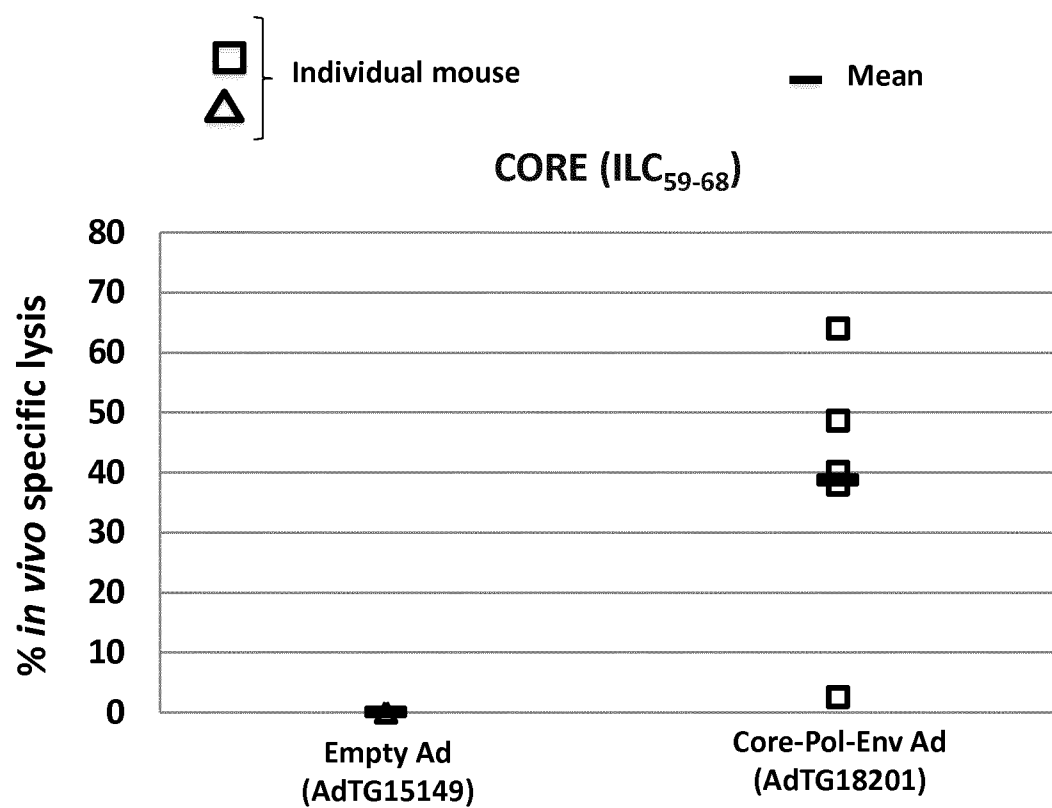 Individual mouse
Mean
CORE (ILC59-68)
% in vivo specific lysis
80
70
60
50
40
30
20
10
0
Empty Ad
(AdTG15149)
Core-Pol-Env Ad
(AdTG18201)